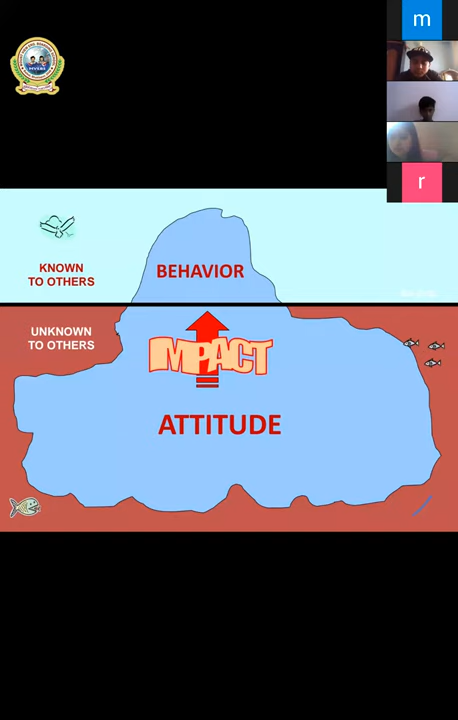 m
r
KNOWN
TO OTHERS
BEHAVIOR
UNKNOWN
TO OTHERS
IMPACT
ATTITUDE